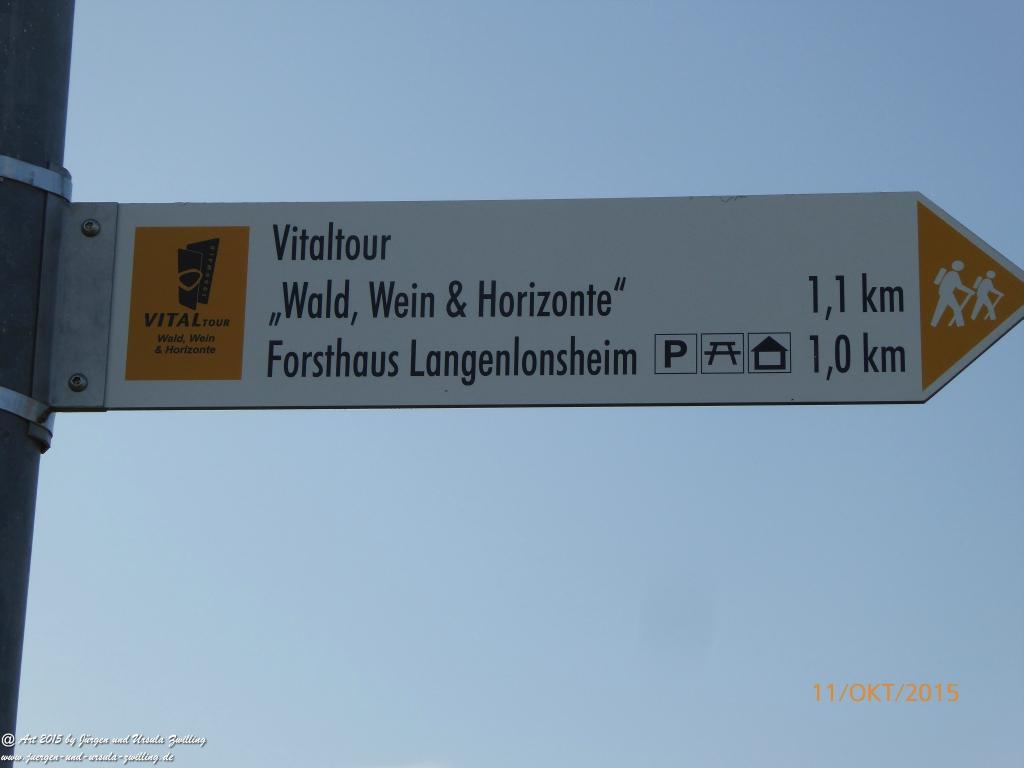 Vitaltour
„Wald, Wein & Horizonte“ 1,1 km
Forsthaus Langenlonsheim P 1,0 km
VITALTOUR
Wald, Wein
& Horizonte
11/OKT/2015
@ Art 2015 by Jürgen und Ursula Zwilling
www.juergen-und-ursula-zwilling.de